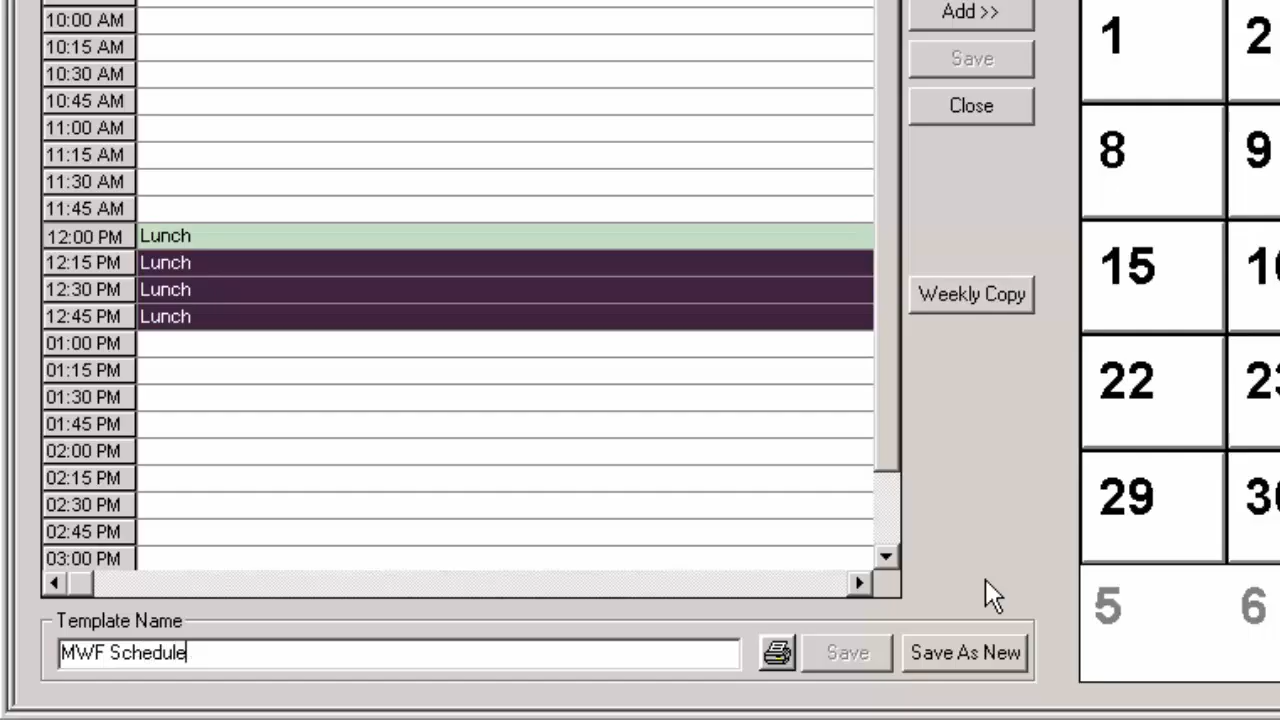 10:00 AM
10:15 AM
10:30 AM
10:45 AM
11:00 AM
11:15 AM
11:30 AM
11:45 AM
12:00 PM Lunch
12:15 PM Lunch
12:30 PM Lunch
12:45 PM Lunch
01:00 PM
01:15 PM
01:30 PM
01:45 PM
02:00 PM
02:15 PM
02:30 PM
02:45 PM
03:00 PM
Template Name
MWF Schedule
Save
Save As New
Add >>
Save
Close
Weekly Copy
1 2
8 9
15
22
29
5 6